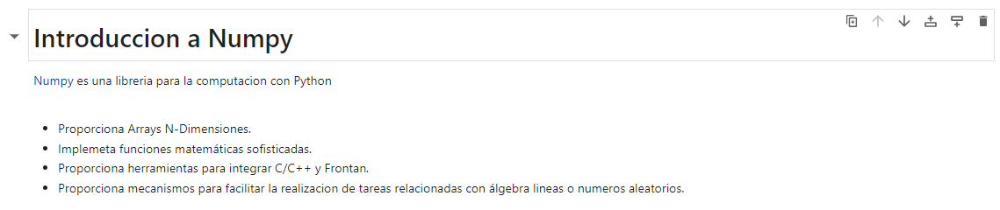 Introduccion a Numpy
Numpy es una libreria para la computacion con Python
Proporciona Arrays N-Dimensiones.
Implemeta funciones matemáticas sofisticadas.
Proporciona herramientas para integrar C/C++ y Frontan.
Proporciona mecanismos para facilitar la realizacion de tareas relacionadas con álgebra lineas o numeros aleatorios.